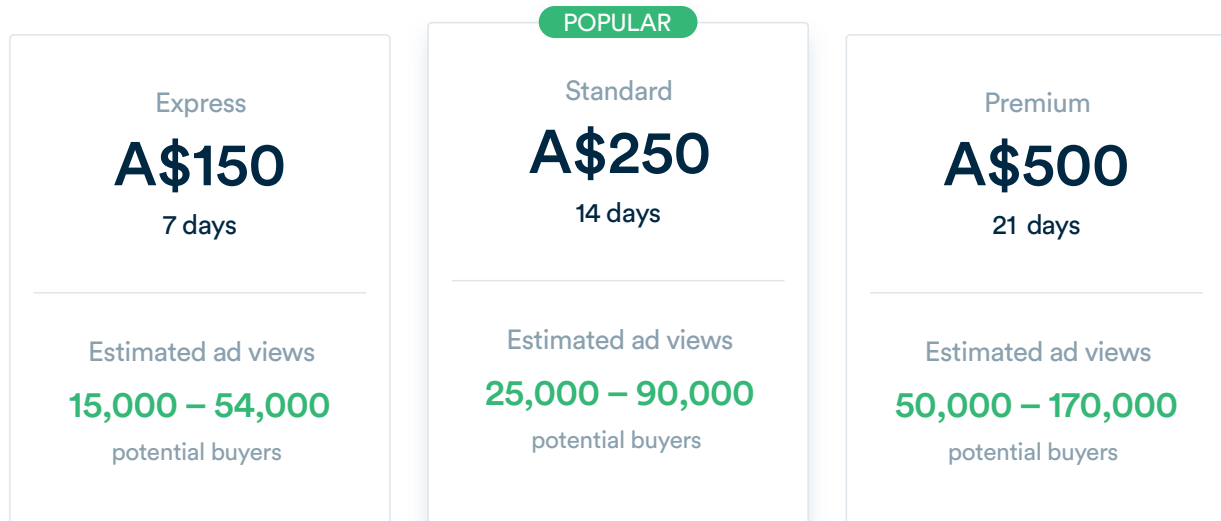 Express
A$150
7 days
Estimated ad views
15,000 – 54,000
potential buyers
POPULAR
Standard
A$250
14 days
Estimated ad views
25,000 – 90,000
potential buyers
Premium
A$500
21 days
Estimated ad views
50,000 – 170,000
potential buyers